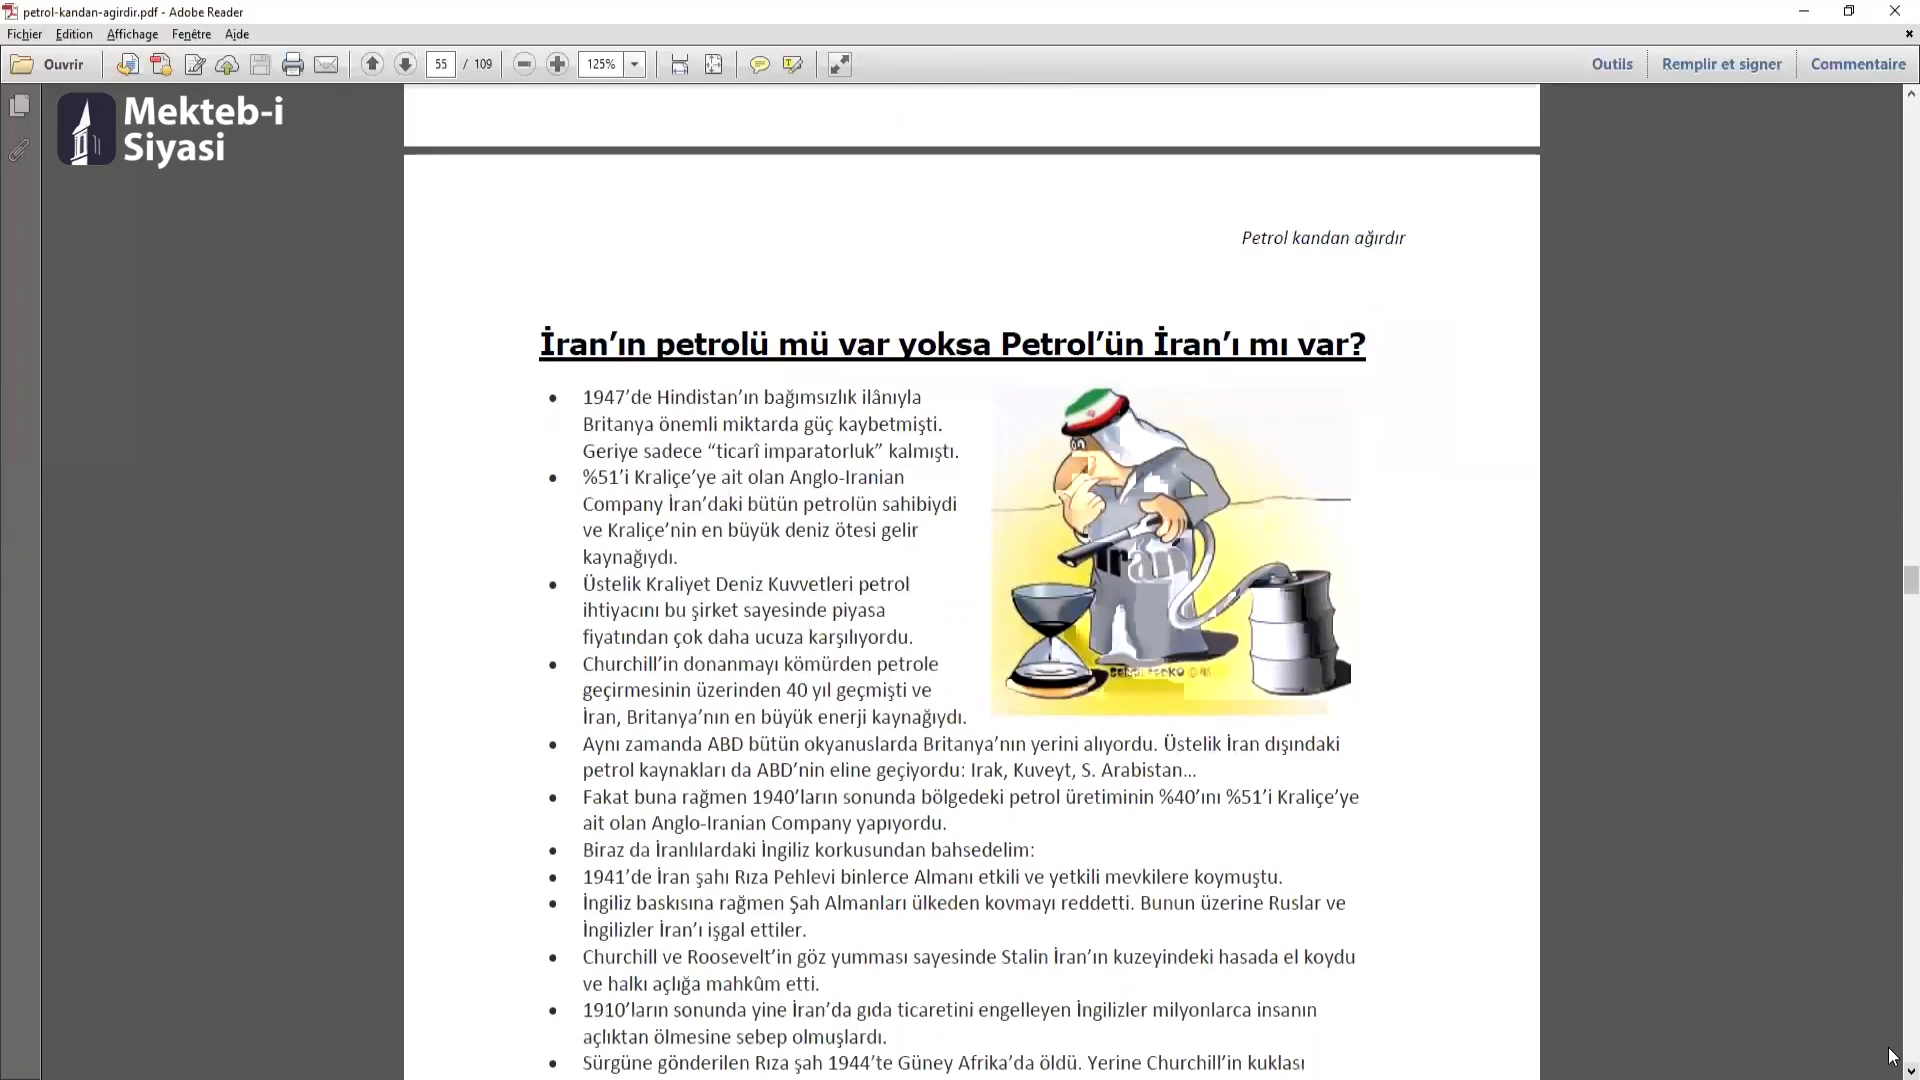 petrol-kandan-agirdir.pdf - Adobe Reader
Fichier Edition Affichage Fenêtre Aide
Ouvrir 55 / 109 125% Outils Remplir et signer Commentaire
Mekteb-i
Siyasi
Petrol kandan ağırdır
İran’ın petrolü mü var yoksa Petrol’ün İran’ı mı var?
• 1947’de Hindistan’ın bağımsızlık ilânıyla
Britanya önemli miktarda güç kaybetmişti.
Geriye sadece “ticarî imparatorluk” kalmıştı.
• %51’i Kraliçe’ye ait olan Anglo-Iranian
Company İran’daki bütün petrolün sahibiydi
ve Kraliçe’nin en büyük deniz ötesi gelir
kaynağıydı.
• Üstelik Kraliyet Deniz Kuvvetleri petrol
ihtiyacını bu şirket sayesinde piyasa
fiyatından çok daha ucuza karşılıyordu.
• Churchill’in donanmayı kömürden petrole
geçirmesinin üzerinden 40 yıl geçmişti ve
İran, Britanya’nın en büyük enerji kaynağıydı.
• Aynı zamanda ABD bütün okyanuslarda Britanya’nın yerini alıyordu. Üstelik İran dışındaki
petrol kaynakları da ABD’nin eline geçiyordu: Irak, Kuveyt, S. Arabistan…
• Fakat buna rağmen 1940’ların sonunda bölgedeki petrol üretiminin %40’ını %51’i Kraliçe’ye
ait olan Anglo-Iranian Company yapıyordu.
• Biraz da İranlılardaki İngiliz korkusundan bahsedelim:
• 1941’de İran şahı Rıza Pehlevi binlerce Almanı etkili ve yetkili mevkilere koymuştu.
• İngiliz baskısına rağmen Şah Almanları ülkeden kovmayı reddetti. Bunun üzerine Ruslar ve
İngilizler İran’ı işgal ettiler.
• Churchill ve Roosevelt’in göz yumması sayesinde Stalin İran’ın kuzeyindeki hasada el koydu
ve halkı açlığa mahkûm etti.
• 1910’ların sonunda yine İran’da gıda ticaretini engelleyen İngilizler milyonlarca insanın
açlıktan ölmesine sebep olmuşlardı.
• Sürgüne gönderilen Rıza şah 1944’te Güney Afrika’da öldü. Yerine Churchill’in kuklası
iran